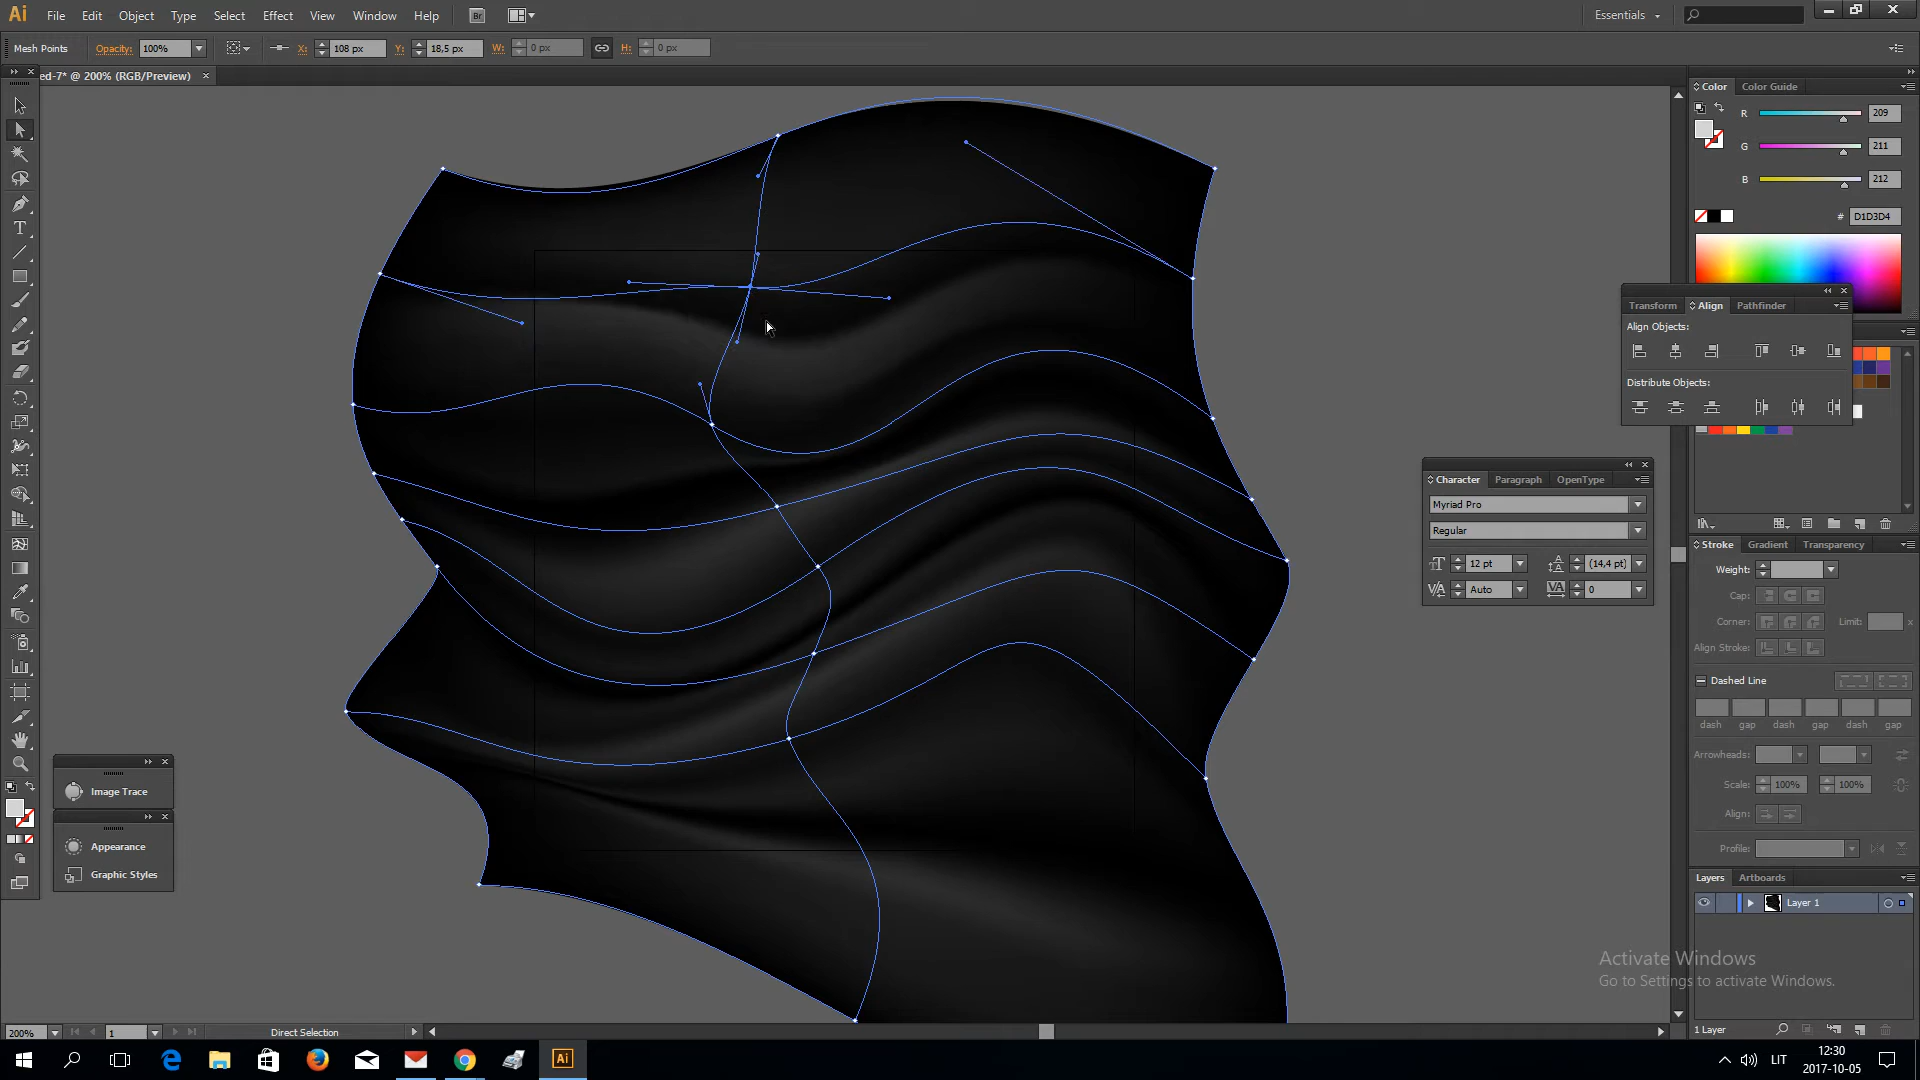 Ai File Edit Object Type Select Effect View Window Help Br Essentials
Mesh Points Opacity: 100% X: 108 px Y: 18,5 px W: 0 px H: 0 px
ed-7* @ 200% (RGB/Preview)
Color Color Guide
R 209
G 211
B 212
# D1D3D4
Transform Align Pathfinder
Align Objects:
Distribute Objects:
Character Paragraph OpenType
Myriad Pro
Regular
12 pt (14,4 pt)
Auto 0
Stroke Gradient Transparency
Weight:
Cap:
Corner: Limit: x
Align Stroke:
Dashed Line
dash gap dash gap dash gap
Arrowheads:
Scale: 100% 100%
Align:
Profile:
Image Trace
Appearance
Graphic Styles
Layers Artboards
Layer 1
Activate Windows
Go to Settings to activate Windows.
1 Layer
200% 1 Direct Selection
Ai LIT 12:30
2017-10-05